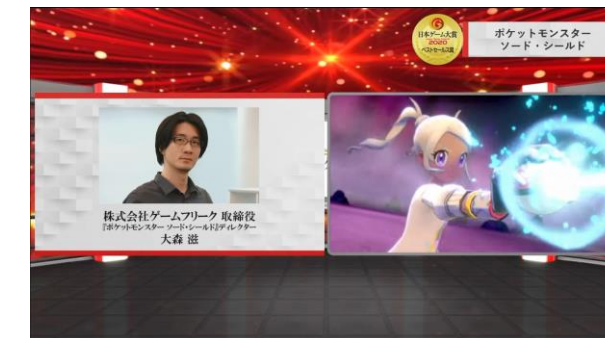 日本ゲーム大賞
2020
ベストセールス賞
ポケットモンスター
ソード・シールド
株式会社ゲームフリーク 取締役
『ポケットモンスター ソード・シールド』ディレクター
大森 滋